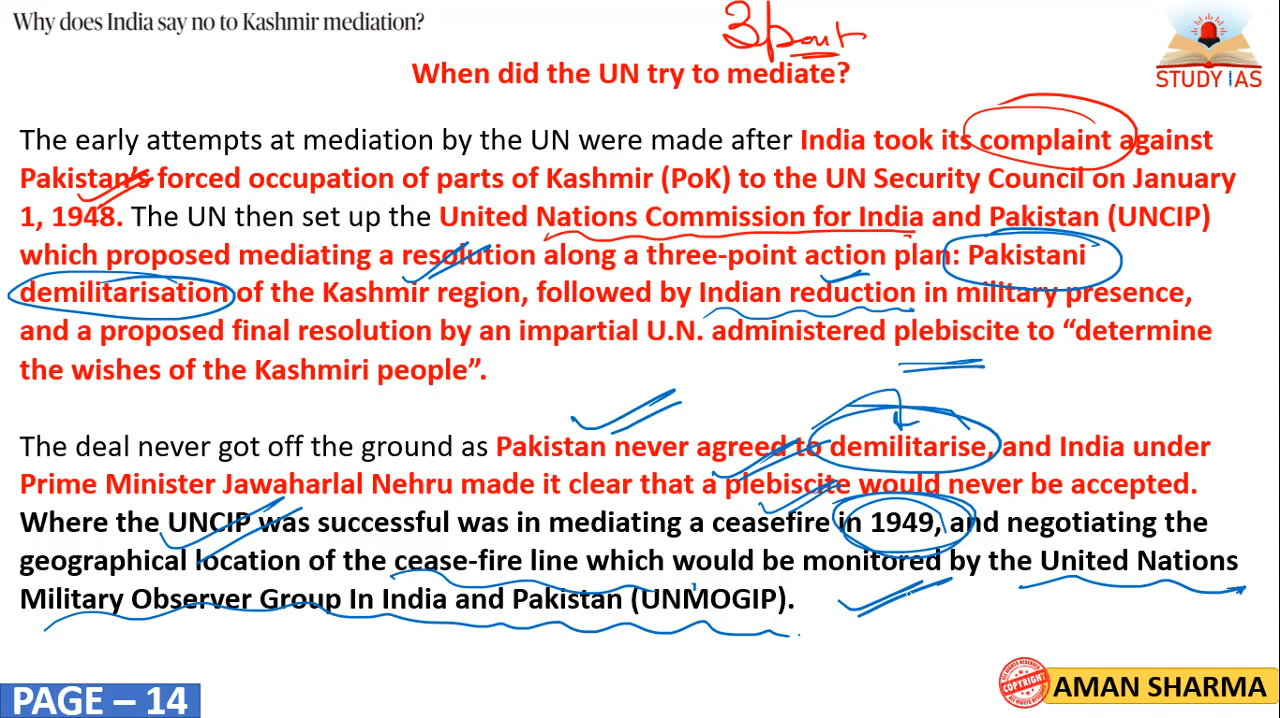 Why does India say no to Kashmir mediation?
When did the UN try to mediate?
STUDY IAS
The early attempts at mediation by the UN were made after India took its complaint against
Pakistan's forced occupation of parts of Kashmir (PoK) to the UN Security Council on January
1, 1948. The UN then set up the United Nations Commission for India and Pakistan (UNCIP)
which proposed mediating a resolution along a three-point action plan: Pakistani
demilitarisation of the Kashmir region, followed by Indian reduction in military presence,
and a proposed final resolution by an impartial U.N. administered plebiscite to “determine
the wishes of the Kashmiri people”.
The deal never got off the ground as Pakistan never agreed to demilitarise, and India under
Prime Minister Jawaharlal Nehru made it clear that a plebiscite would never be accepted.
Where the UNCIP was successful was in mediating a ceasefire in 1949, and negotiating the
geographical location of the cease-fire line which would be monitored by the United Nations
Military Observer Group In India and Pakistan (UNMOGIP).
PAGE – 14
COPYRIGHT
AMAN SHARMA